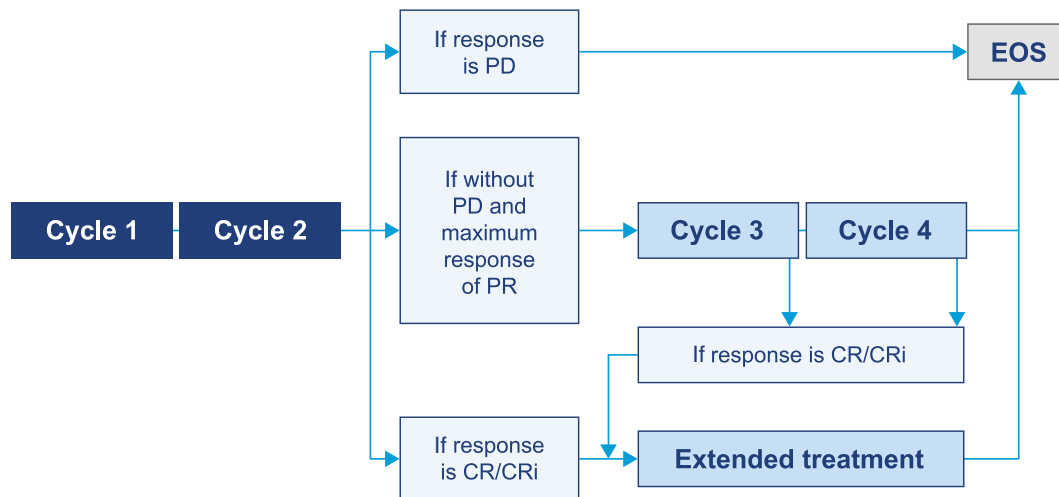 If response
is PD
EOS
If without
PD and
maximum
response
of PR
Cycle 1
Cycle 2
Cycle 3
Cycle 4
If response is CR/CRi
If response
is CR/CRi
Extended treatment